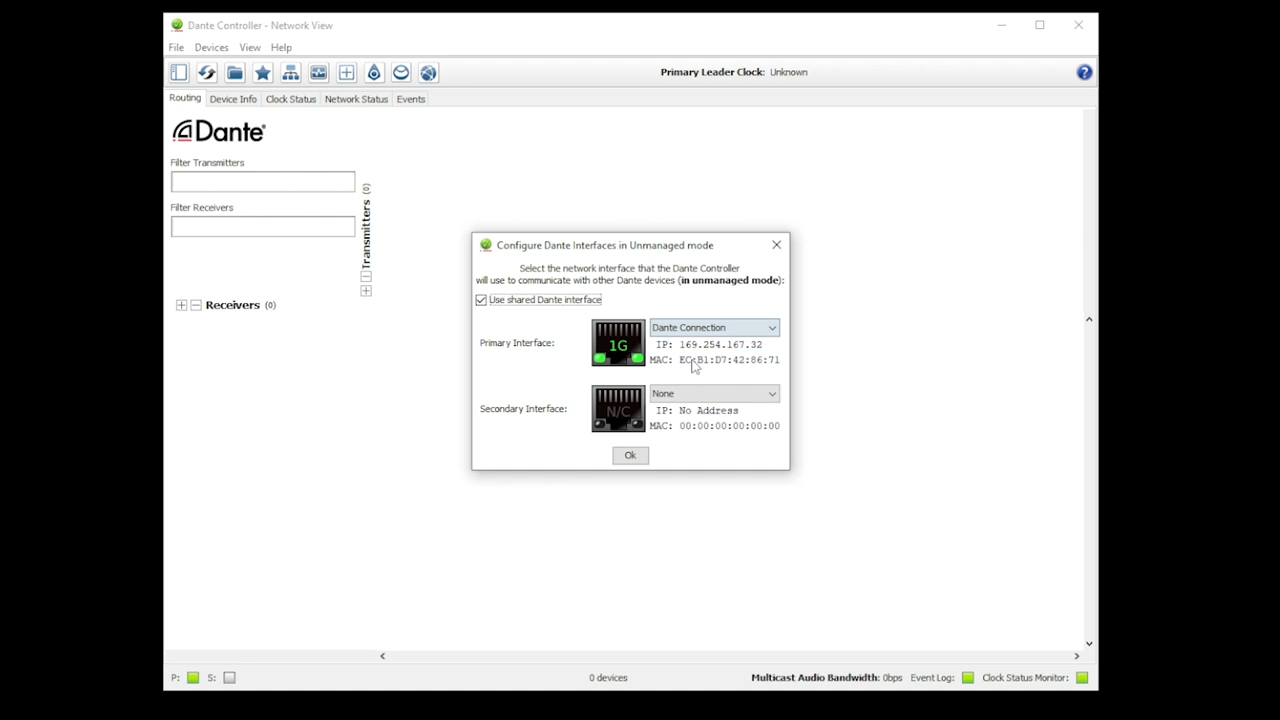 Dante Controller - Network View
File Devices View Help
Primary Leader Clock: Unknown
?
Routing Device Info Clock Status Network Status Events
Dante®
Filter Transmitters
Filter Receivers
Transmitters (0)
Receivers (0)
Configure Dante Interfaces in Unmanaged mode
Select the network interface that the Dante Controller
will use to communicate with other Dante devices (in unmanaged mode):
Use shared Dante interface
Primary Interface:
1G
Dante Connection
IP: 169.254.167.32
MAC: EC:B1:D7:42:86:71
Secondary Interface:
N/C
None
IP: No Address
MAC: 00:00:00:00:00:00
Ok
P: S: 0 devices Multicast Audio Bandwidth: 0bps Event Log: Clock Status Monitor: